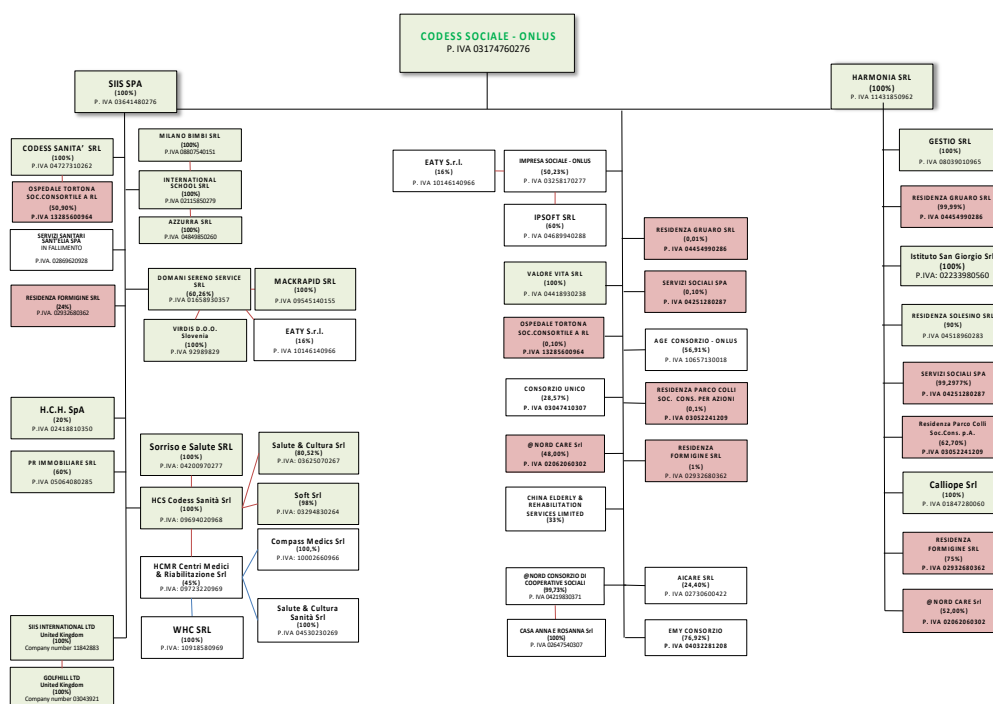 CODESS SOCIALE - ONLUS
P. IVA 03174760276
SIIS SPA
(100%)
P. IVA 03641480276
HARMONIA SRL
(100%)
P. IVA 11431850962
CODESS SANITA’ SRL
(100%)
P.IVA 04727310262
OSPEDALE TORTONA
SOC.CONSORTILE A RL
(50,90%)
P.IVA 13285600964
SERVIZI SANITARI
SANT'ELIA SPA
IN FALLIMENTO
P.IVA. 02869620928
RESIDENZA FORMIGINE SRL
(24%)
P.IVA. 02932680362
H.C.H. SpA
(20%)
P.IVA 02418810350
PR IMMOBILIARE SRL
(60%)
P.IVA 05064080285
SIIS INTERNATIONAL LTD
United Kingdom
(100%)
Company number 11842883
GOLFHILL LTD
United Kingdom
(100%)
Company number 03043921
MILANO BIMBI SRL
(100%)
P.IVA 08807540151
INTERNATIONAL
SCHOOL SRL
(100%)
P.IVA 02115850279
AZZURRA SRL
(100%)
P.IVA 04849850260
DOMANI SERENO SERVICE
SRL
(60,26%)
P.IVA 01658930357
MACKRAPID SRL
(100%)
P.IVA 09545140155
VIRDIS D.O.O.
Slovenia
(100%)
P.IVA 92989829
EATY S.r.l.
(16%)
P.IVA 10146140966
Sorriso e Salute SRL
(100%)
P.IVA: 04200970277
HCS Codess Sanità Srl
(100%)
P.IVA: 09694020968
HCMR Centri Medici
& Riabilitazione Srl
(45%)
P.IVA: 09723220969
WHC SRL
(100%)
P.IVA: 10918580969
Salute & Cultura Srl
(80,52%)
P.IVA: 03625070267
Soft Srl
(98%)
P.IVA: 03294830264
Compass Medics Srl
(100,%)
P.IVA: 10002660966
Salute & Cultura
Sanità Srl
(100%)
P.IVA 04530230269
EATY S.r.l.
(16%)
P.IVA 10146140966
IMPRESA SOCIALE - ONLUS
(50,23%)
P.IVA 03258170277
IPSOFT SRL
(60%)
P.IVA 04689940288
VALORE VITA SRL
(100%)
P.IVA 04418930238
OSPEDALE TORTONA
SOC.CONSORTILE A RL
(0,10%)
P.IVA 13285600964
CONSORZIO UNICO
(28,57%)
P.IVA 03047410307
@NORD CARE Srl
(48,00%)
P.IVA 02062060302
CHINA ELDERLY &
REHABILITATION
SERVICES LIMITED
(33%)
@NORD CONSORZIO DI
COOPERATIVE SOCIALI
(99,73%)
P.IVA 04219830371
CASA ANNA E ROSANNA Srl
(100%)
P.IVA 02647540307
RESIDENZA GRUARO SRL
(0,01%)
P.IVA 04454990286
SERVIZI SOCIALI SPA
(0,10%)
P.IVA 04251280287
AGE CONSORZIO - ONLUS
(56,91%)
P.IVA 10657130018
RESIDENZA PARCO COLLI
SOC. CONS. PER AZIONI
(0,1%)
P.IVA 03052241209
RESIDENZA
FORMIGINE SRL
(1%)
P.IVA 02932680362
AICARE SRL
(24,40%)
P.IVA 02730600422
EMY CONSORZIO
(76,92%)
P.IVA 04032281208
GESTIO SRL
(100%)
P.IVA 08039010965
RESIDENZA GRUARO SRL
(99,99%)
P.IVA 04454990286
Istituto San Giorgio Srl
(100%)
P.IVA: 02233980560
RESIDENZA SOLESINO SRL
(90%)
P.IVA 04518960283
SERVIZI SOCIALI SPA
(99,2977%)
P.IVA 04251280287
Residenza Parco Colli
Soc.Cons. p.A.
(62,70%)
P.IVA 03052241209
Calliope Srl
(100%)
P.IVA 01847280060
RESIDENZA
FORMIGINE SRL
(75%)
P.IVA 02932680362
@NORD CARE Srl
(52,00%)
P.IVA 02062060302